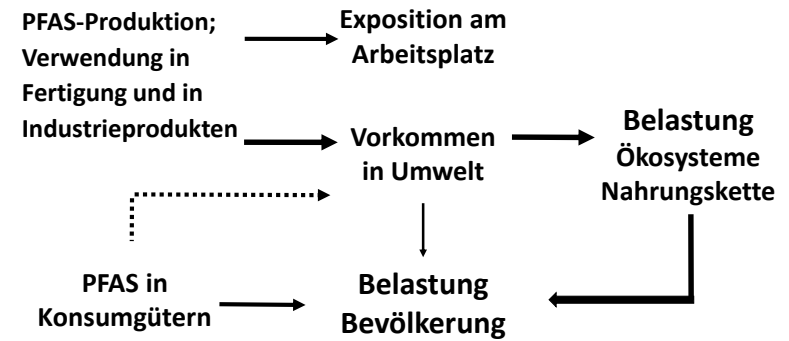 PFAS-Produktion;
Verwendung in
Fertigung und in
Industrieprodukten
Exposition am
Arbeitsplatz
Vorkommen
in Umwelt
Belastung
Ökosysteme
Nahrungskette
PFAS in
Konsumgütern
Belastung
Bevölkerung